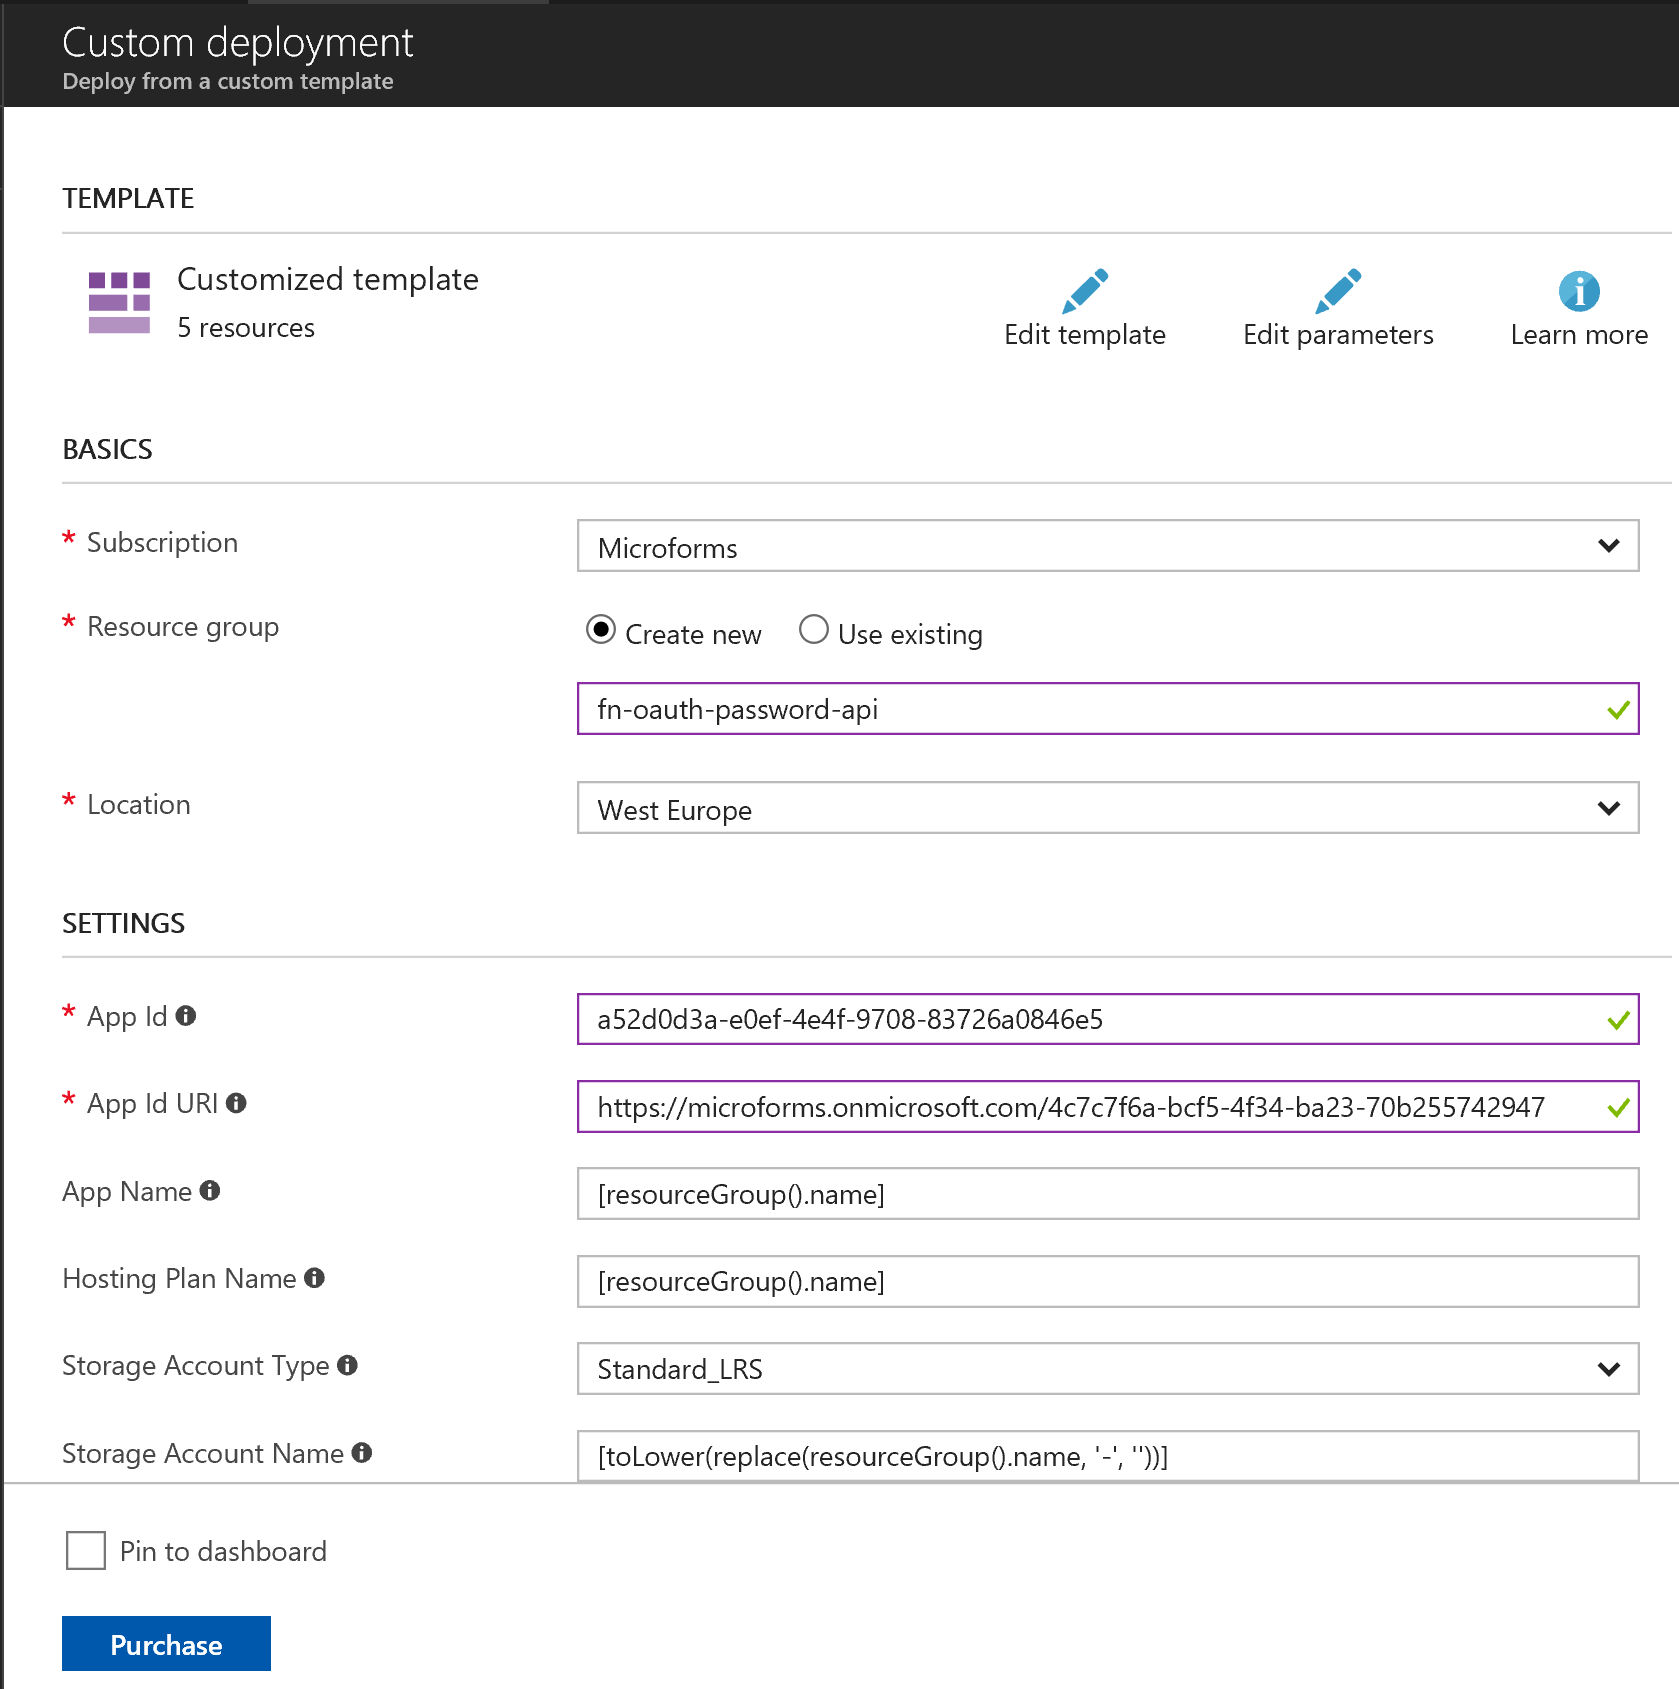 Custom deployment
Deploy from a custom template
TEMPLATE
Customized template
5 resources
Edit template
Edit parameters
Learn more
BASICS
* Subscription
Microforms
* Resource group
Create new
Use existing
fn-oauth-password-api
* Location
West Europe
SETTINGS
* App Id
a52d0d3a-e0ef-4e4f-9708-83726a0846e5
* App Id URI
https://microforms.onmicrosoft.com/4c7c7f6a-bcf5-4f34-ba23-70b255742947
App Name
[resourceGroup().name]
Hosting Plan Name
[resourceGroup().name]
Storage Account Type
Standard_LRS
Storage Account Name
[toLower(replace(resourceGroup().name, '-', ''))]
Pin to dashboard
Purchase